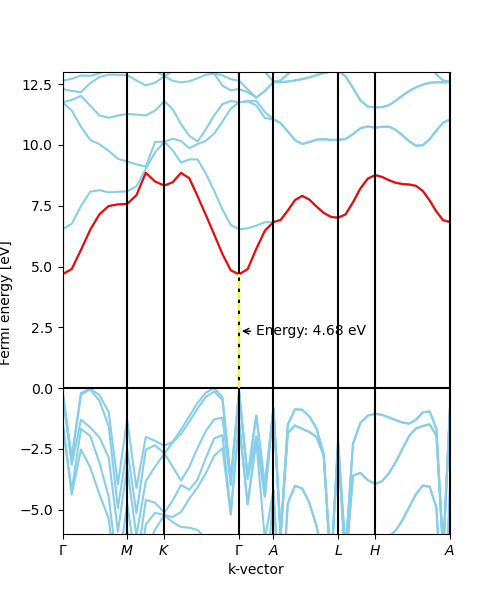 12.5
10.0
7.5
5.0
2.5
0.0
−2.5
−5.0
Fermi energy [eV]
Energy: 4.68 eV
Γ M K Γ A L H A
k-vector